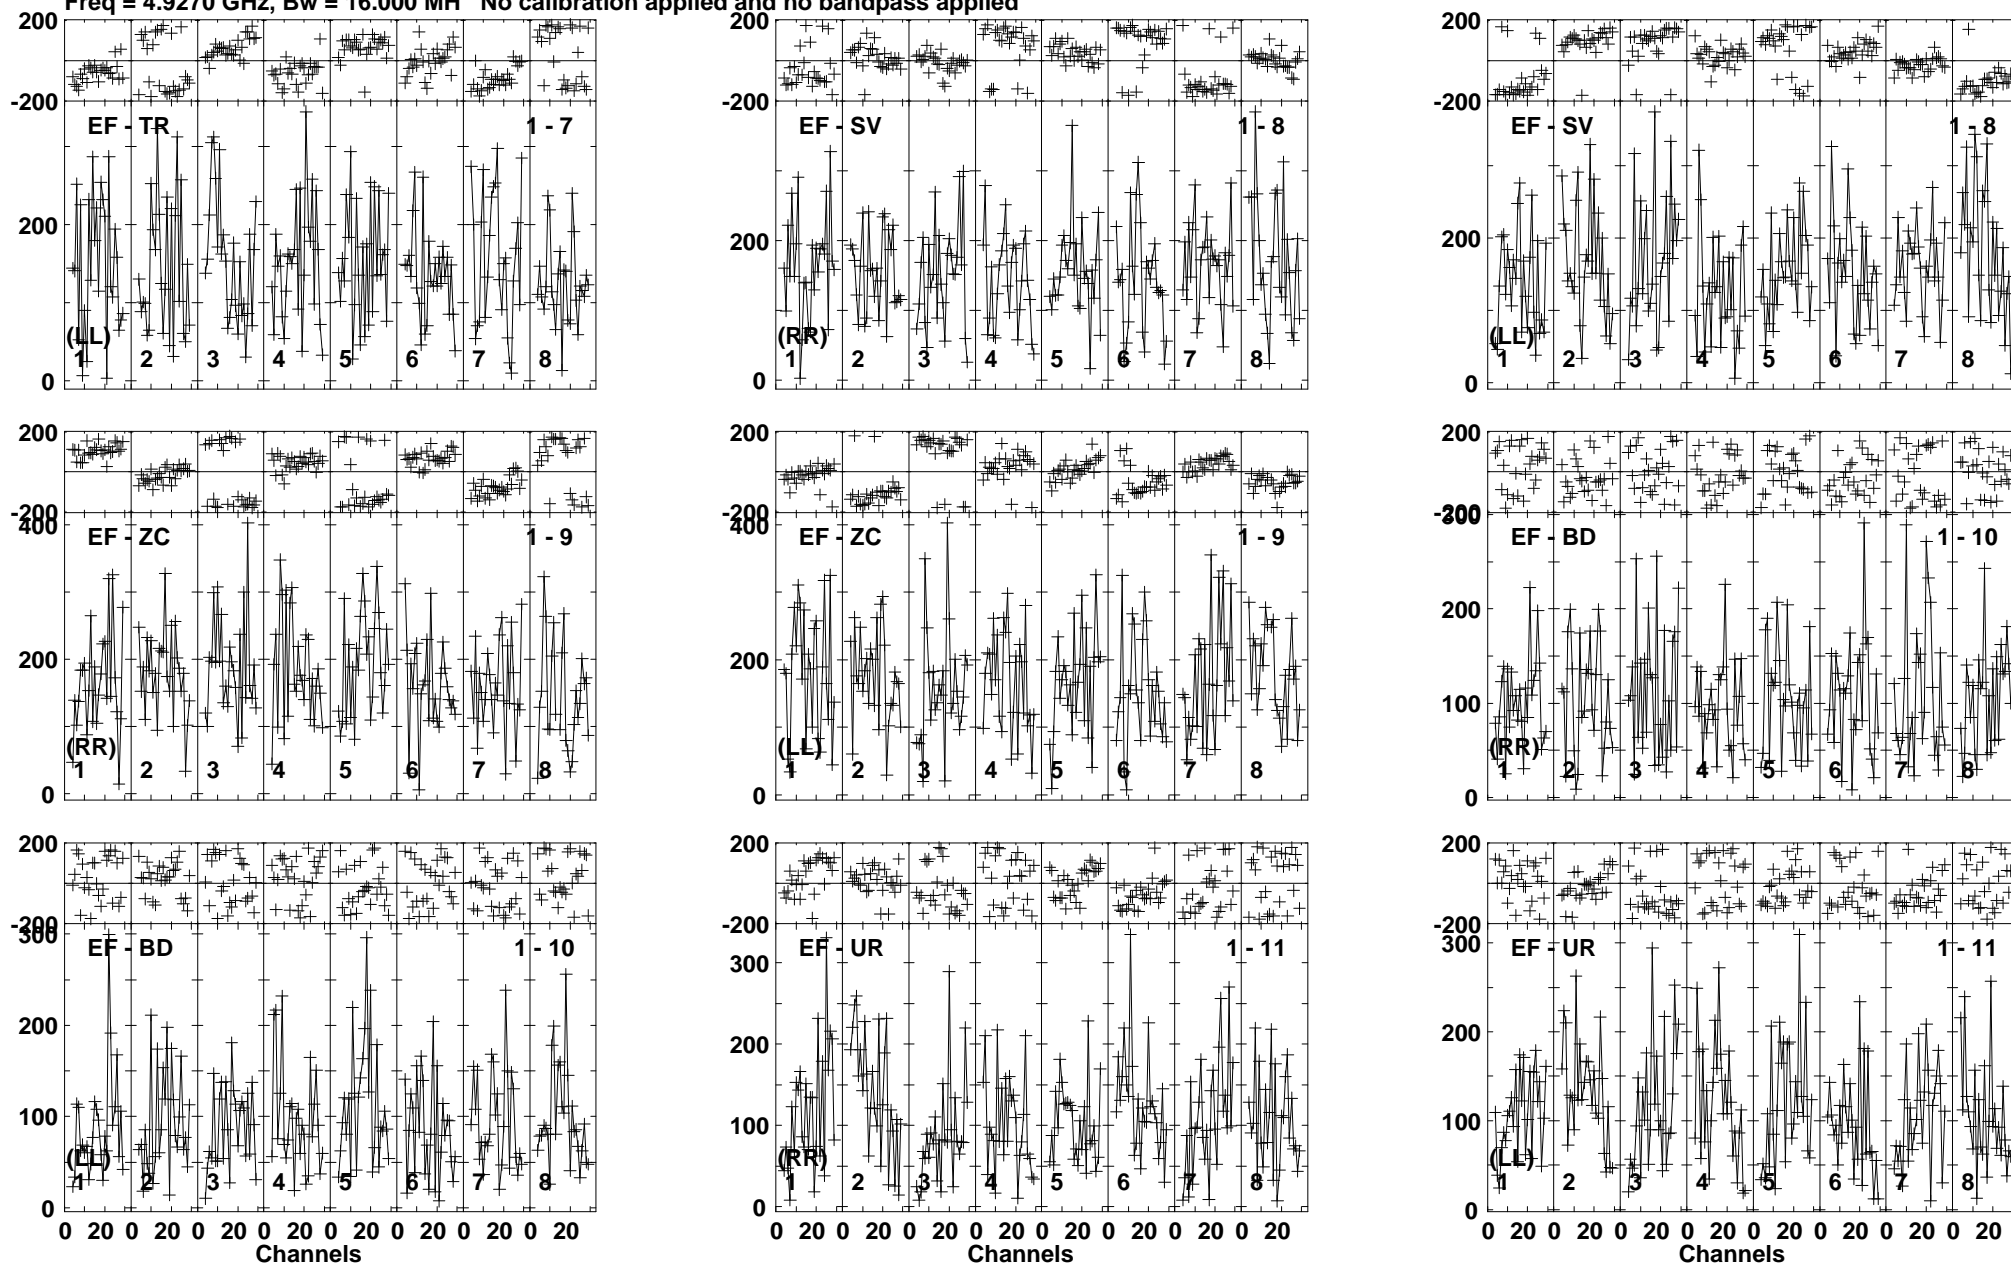 Freq = 4.9270 GHz, Bw = 16.000 MH No calibration applied and no bandpass applied
200 200 200
-200 -200 -200
EF - TR 1 - 7 EF - SV 1 - 8 EF - SV 1 - 8
200 200 200
(LL) (RR) (LL)
1 2 3 4 5 6 7 8 1 2 3 4 5 6 7 8 1 2 3 4 5 6 7 8
0 0 0
200 200 200
-200 -200 -200
400 400 300
EF - ZC 1 - 9 EF - ZC 1 - 9 EF - BD 1 - 10
200 200 200
100
(RR) (LL) (RR)
1 2 3 4 5 6 7 8 1 2 3 4 5 6 7 8 1 2 3 4 5 6 7 8
0 0 0
200 200 200
-200 -200 -200
300 300 300
EF - BD 1 - 10 EF - UR 1 - 11 EF - UR 1 - 11
200 200 200
100 100 100
(LL) (RR) (LL)
1 2 3 4 5 6 7 8 1 2 3 4 5 6 7 8 1 2 3 4 5 6 7 8
0 0 0
0 20 0 20 0 20 0 20 0 20 0 20 0 20 0 20 0 20 0 20 0 20 0 20 0 20 0 20 0 20 0 20 0 20 0 20 0 20 0 20 0 20 0 20 0 20 0 20
Channels Channels Channels